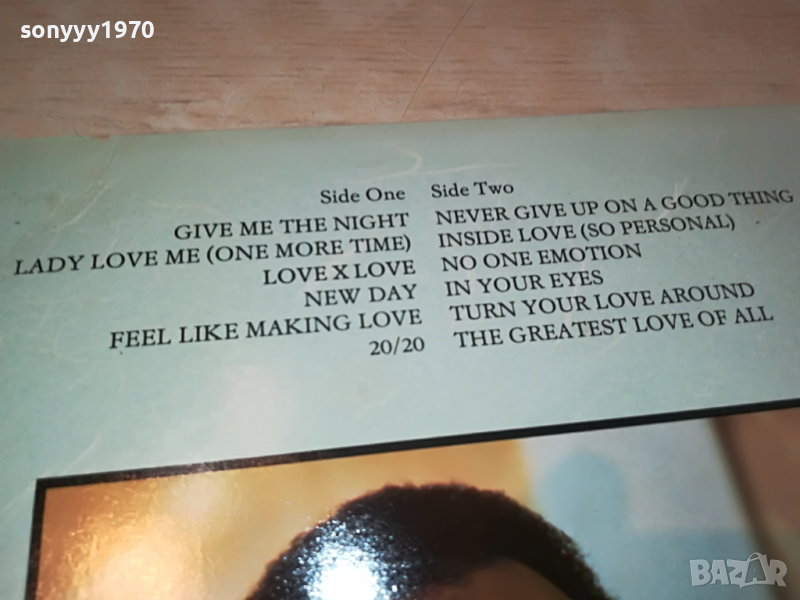 sonyyy1970
Side One
GIVE ME THE NIGHT
LADY LOVE ME (ONE MORE TIME)
LOVE X LOVE
NEW DAY
FEEL LIKE MAKING LOVE
20/20
Side Two
NEVER GIVE UP ON A GOOD THING
INSIDE LOVE (SO PERSONAL)
NO ONE EMOTION
IN YOUR EYES
TURN YOUR LOVE AROUND
THE GREATEST LOVE OF ALL
BAZAR